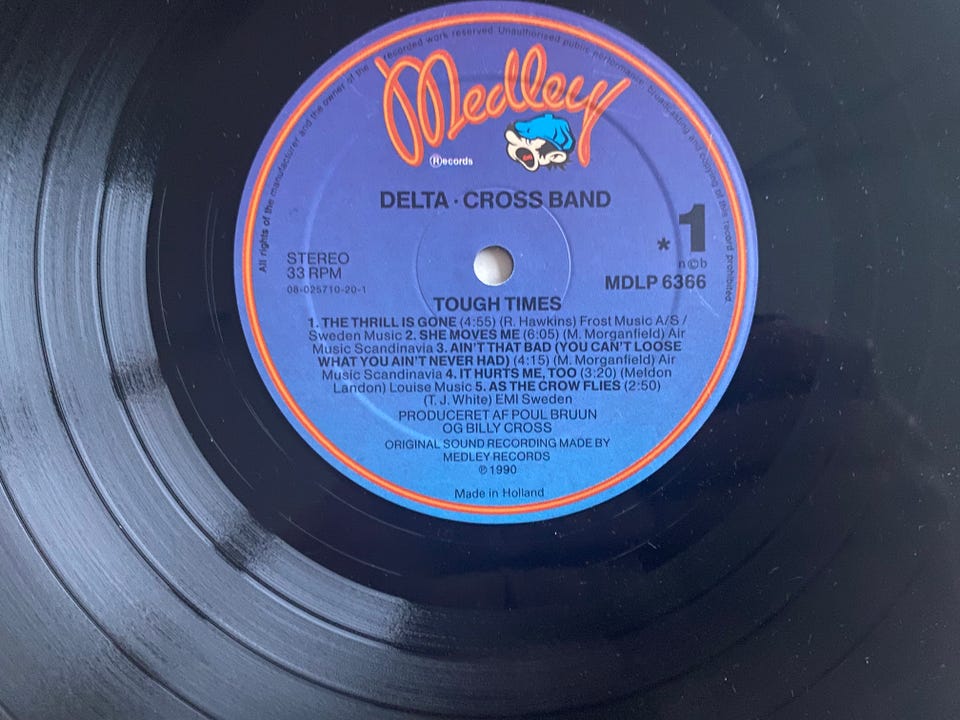 All rights of the manufacturer and the owner of the recorded work reserved. Unauthorised public performance, broadcasting and copying of this record prohibited.
Medley
Records
DELTA · CROSS BAND
1
*
STEREO
33 RPM
08-025710-20-1
n©b
MDLP 6366
TOUGH TIMES
1. THE THRILL IS GONE (4:55) (R. Hawkins) Frost Music A/S /
Sweden Music 2. SHE MOVES ME (6:05) (M. Morganfield) Air
Music Scandinavia 3. AIN'T THAT BAD (YOU CAN'T LOOSE
WHAT YOU AIN'T NEVER HAD) (4:15) (M. Morganfield) Air
Music Scandinavia 4. IT HURTS ME, TOO (3:20) (Meldon
Landon) Louise Music 5. AS THE CROW FLIES (2:50)
(T. J. White) EMI Sweden
PRODUCERET AF POUL BRUUN
OG BILLY CROSS
ORIGINAL SOUND RECORDING MADE BY
MEDLEY RECORDS
℗ 1990
Made in Holland